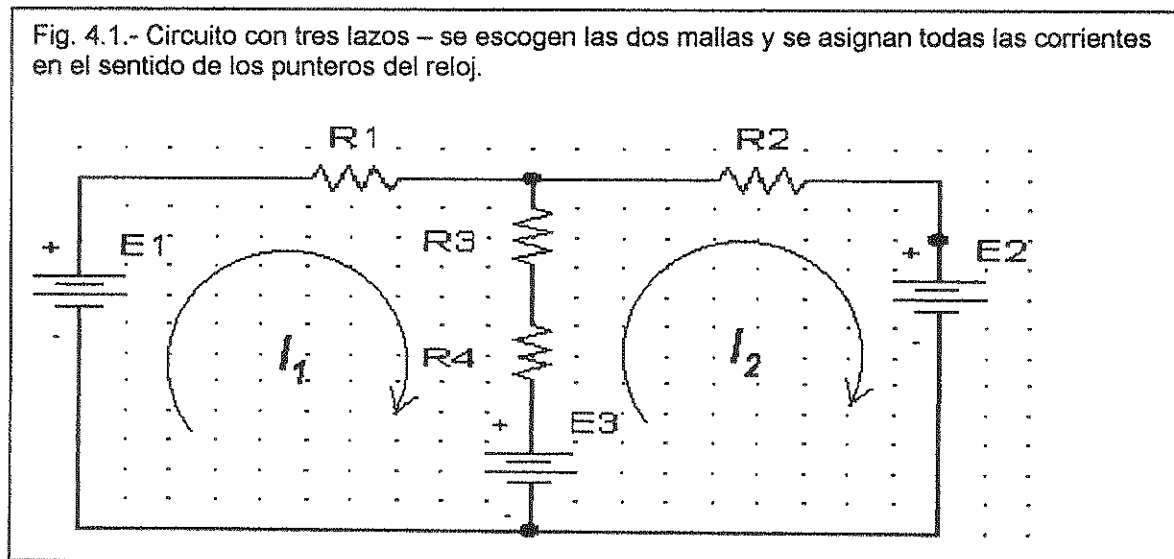 Fig. 4.1.- Circuito con tres lazos – se escogen las dos mallas y se asignan todas las corrientes
en el sentido de los punteros del reloj.
R1
R2
+
E1
R3
+
E2
-
I1
R4
I2
-
+
E3
-